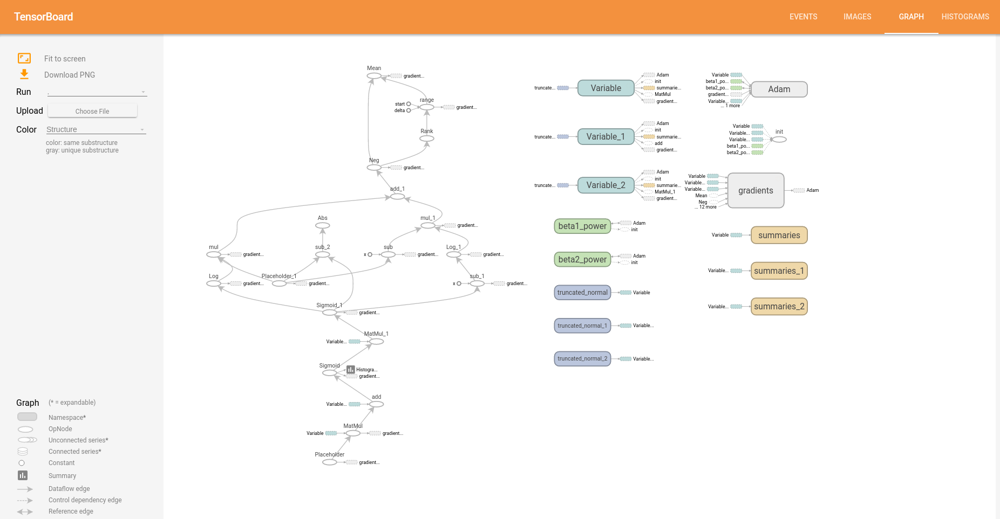 TensorBoard
EVENTS
IMAGES
GRAPH
HISTOGRAMS
Fit to screen
Download PNG
Run
.
Upload
Choose File
Color
Structure
color: same substructure
gray: unique substructure
Graph
(* = expandable)
Namespace*
OpNode
Unconnected series*
Connected series*
Constant
Summary
Dataflow edge
Control dependency edge
Reference edge
Mean
gradient...
range
start
delta
gradient...
Rank
Neg
gradient...
add_1
Abs
mul_1
gradient...
mul
gradient...
sub_2
x
sub
gradient...
Log_1
gradient...
Log
gradient...
Placeholder_1
gradient...
x
sub_1
gradient...
Sigmoid_1
gradient...
MatMul_1
Variable...
Sigmoid
Histogra...
gradient...
add
Variable...
MatMul
Variable
gradient...
Placeholder
gradient...
truncate...
Variable
Adam
init
summarie...
MatMul
gradient...
truncate...
Variable_1
Adam
init
summarie...
add
gradient...
truncate...
Variable_2
Adam
init
summarie...
MatMul_1
gradient...
beta1_power
Adam
init
beta2_power
Adam
init
truncated_normal
Variable
truncated_normal_1
Variable...
truncated_normal_2
Variable...
Variable
beta1_po...
beta2_po...
gradient...
Variable...
... 1 more
Adam
Variable
Variable...
Variable...
beta1_po...
beta2_po...
init
Variable
Variable...
Variable...
Mean
Neg
... 12 more
gradients
Adam
Variable
summaries
Variable...
summaries_1
Variable...
summaries_2